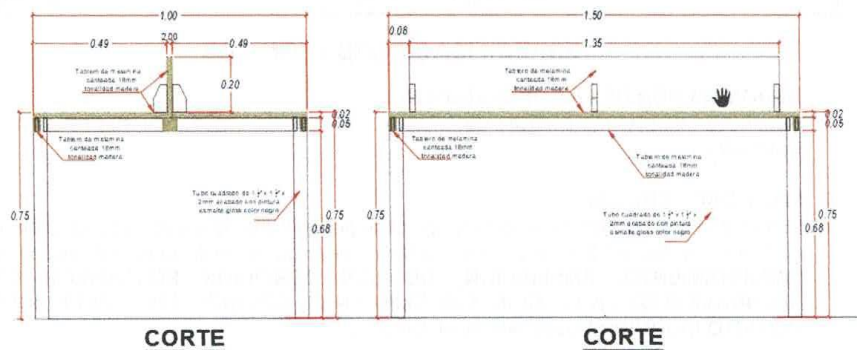 1.00
0.49
2.00
0.49
Tablero de melamina
canteada 18mm
tonalidad madera
0.20
0.02
0.05
Tablero de melamina
canteada 18mm
tonalidad madera
Tubo cuadrado de 1 ½" x 1 ½" x
2mm acabado con pintura
esmalte gloss color negro
0.75
0.75
0.68
CORTE
1.50
0.08
1.35
Tablero de melamina
canteada 18mm
tonalidad madera
0.02
0.05
Tablero de melamina
canteada 18mm
tonalidad madera
Tablero de melamina
canteada 18mm
tonalidad madera
Tubo cuadrado de 1 ½" x 1 ½" x
2mm acabado con pintura
esmalte gloss color negro
0.75
0.75
0.68
CORTE